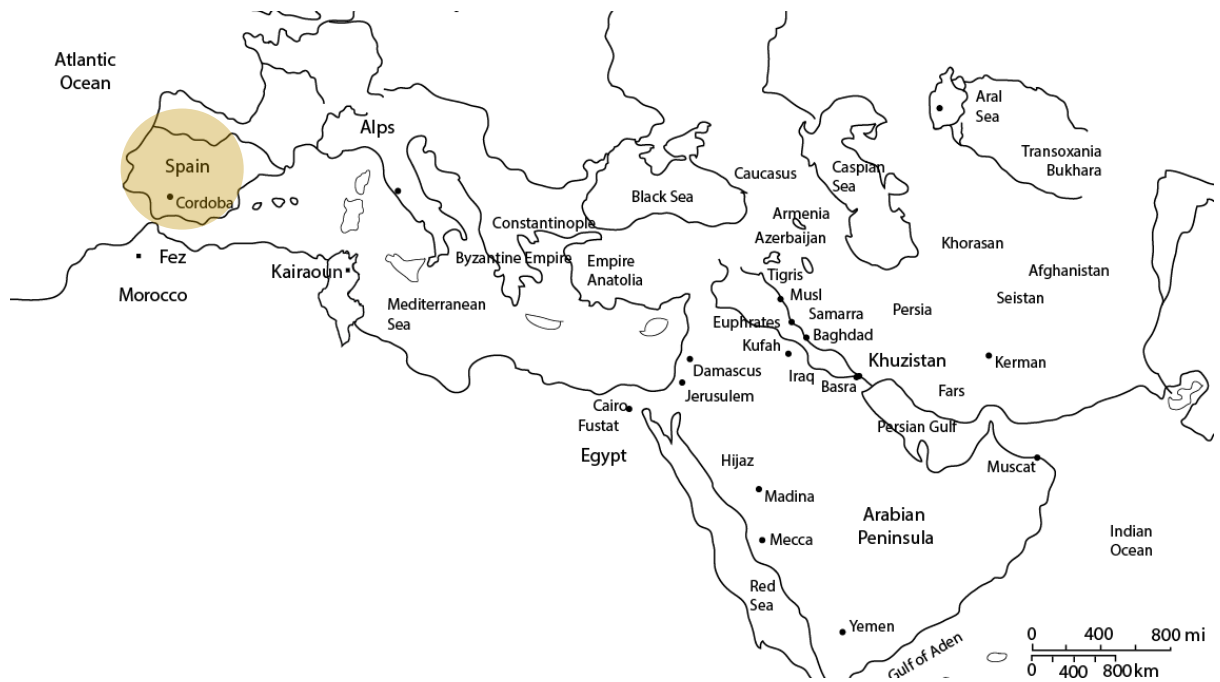 Atlantic
Ocean
Alps
Spain
Cordoba
Fez
Morocco
Kairaoun
Mediterranean
Sea
Constantinople
Byzantine Empire
Empire
Anatolia
Black Sea
Caucasus
Caspian
Sea
Aral
Sea
Transoxania
Bukhara
Armenia
Azerbaijan
Khorasan
Afghanistan
Tigris
Musl
Samarra
Persia
Seistan
Euphrates
Baghdad
Kufah
Iraq
Basra
Khuzistan
Kerman
Fars
Damascus
Jerusulem
Cairo
Fustat
Egypt
Persian Gulf
Muscat
Hijaz
Madina
Mecca
Arabian
Peninsula
Indian
Ocean
Red
Sea
Yemen
Gulf of Aden
0 400 800 mi
0 400 800km